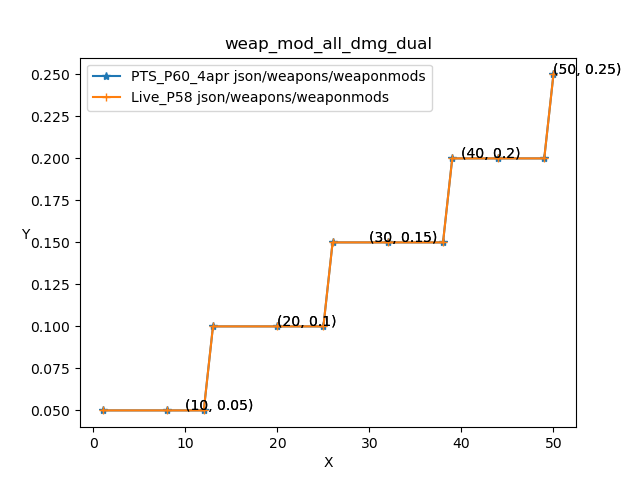 weap_mod_all_dmg_dual
PTS_P60_4apr json/weapons/weaponmods
Live_P58 json/weapons/weaponmods
0.250
0.225
0.200
0.175
0.150
0.125
0.100
0.075
0.050
Y
(50, 0.25)
(40, 0.2)
(30, 0.15)
(20, 0.1)
(10, 0.05)
0 10 20 30 40 50
X